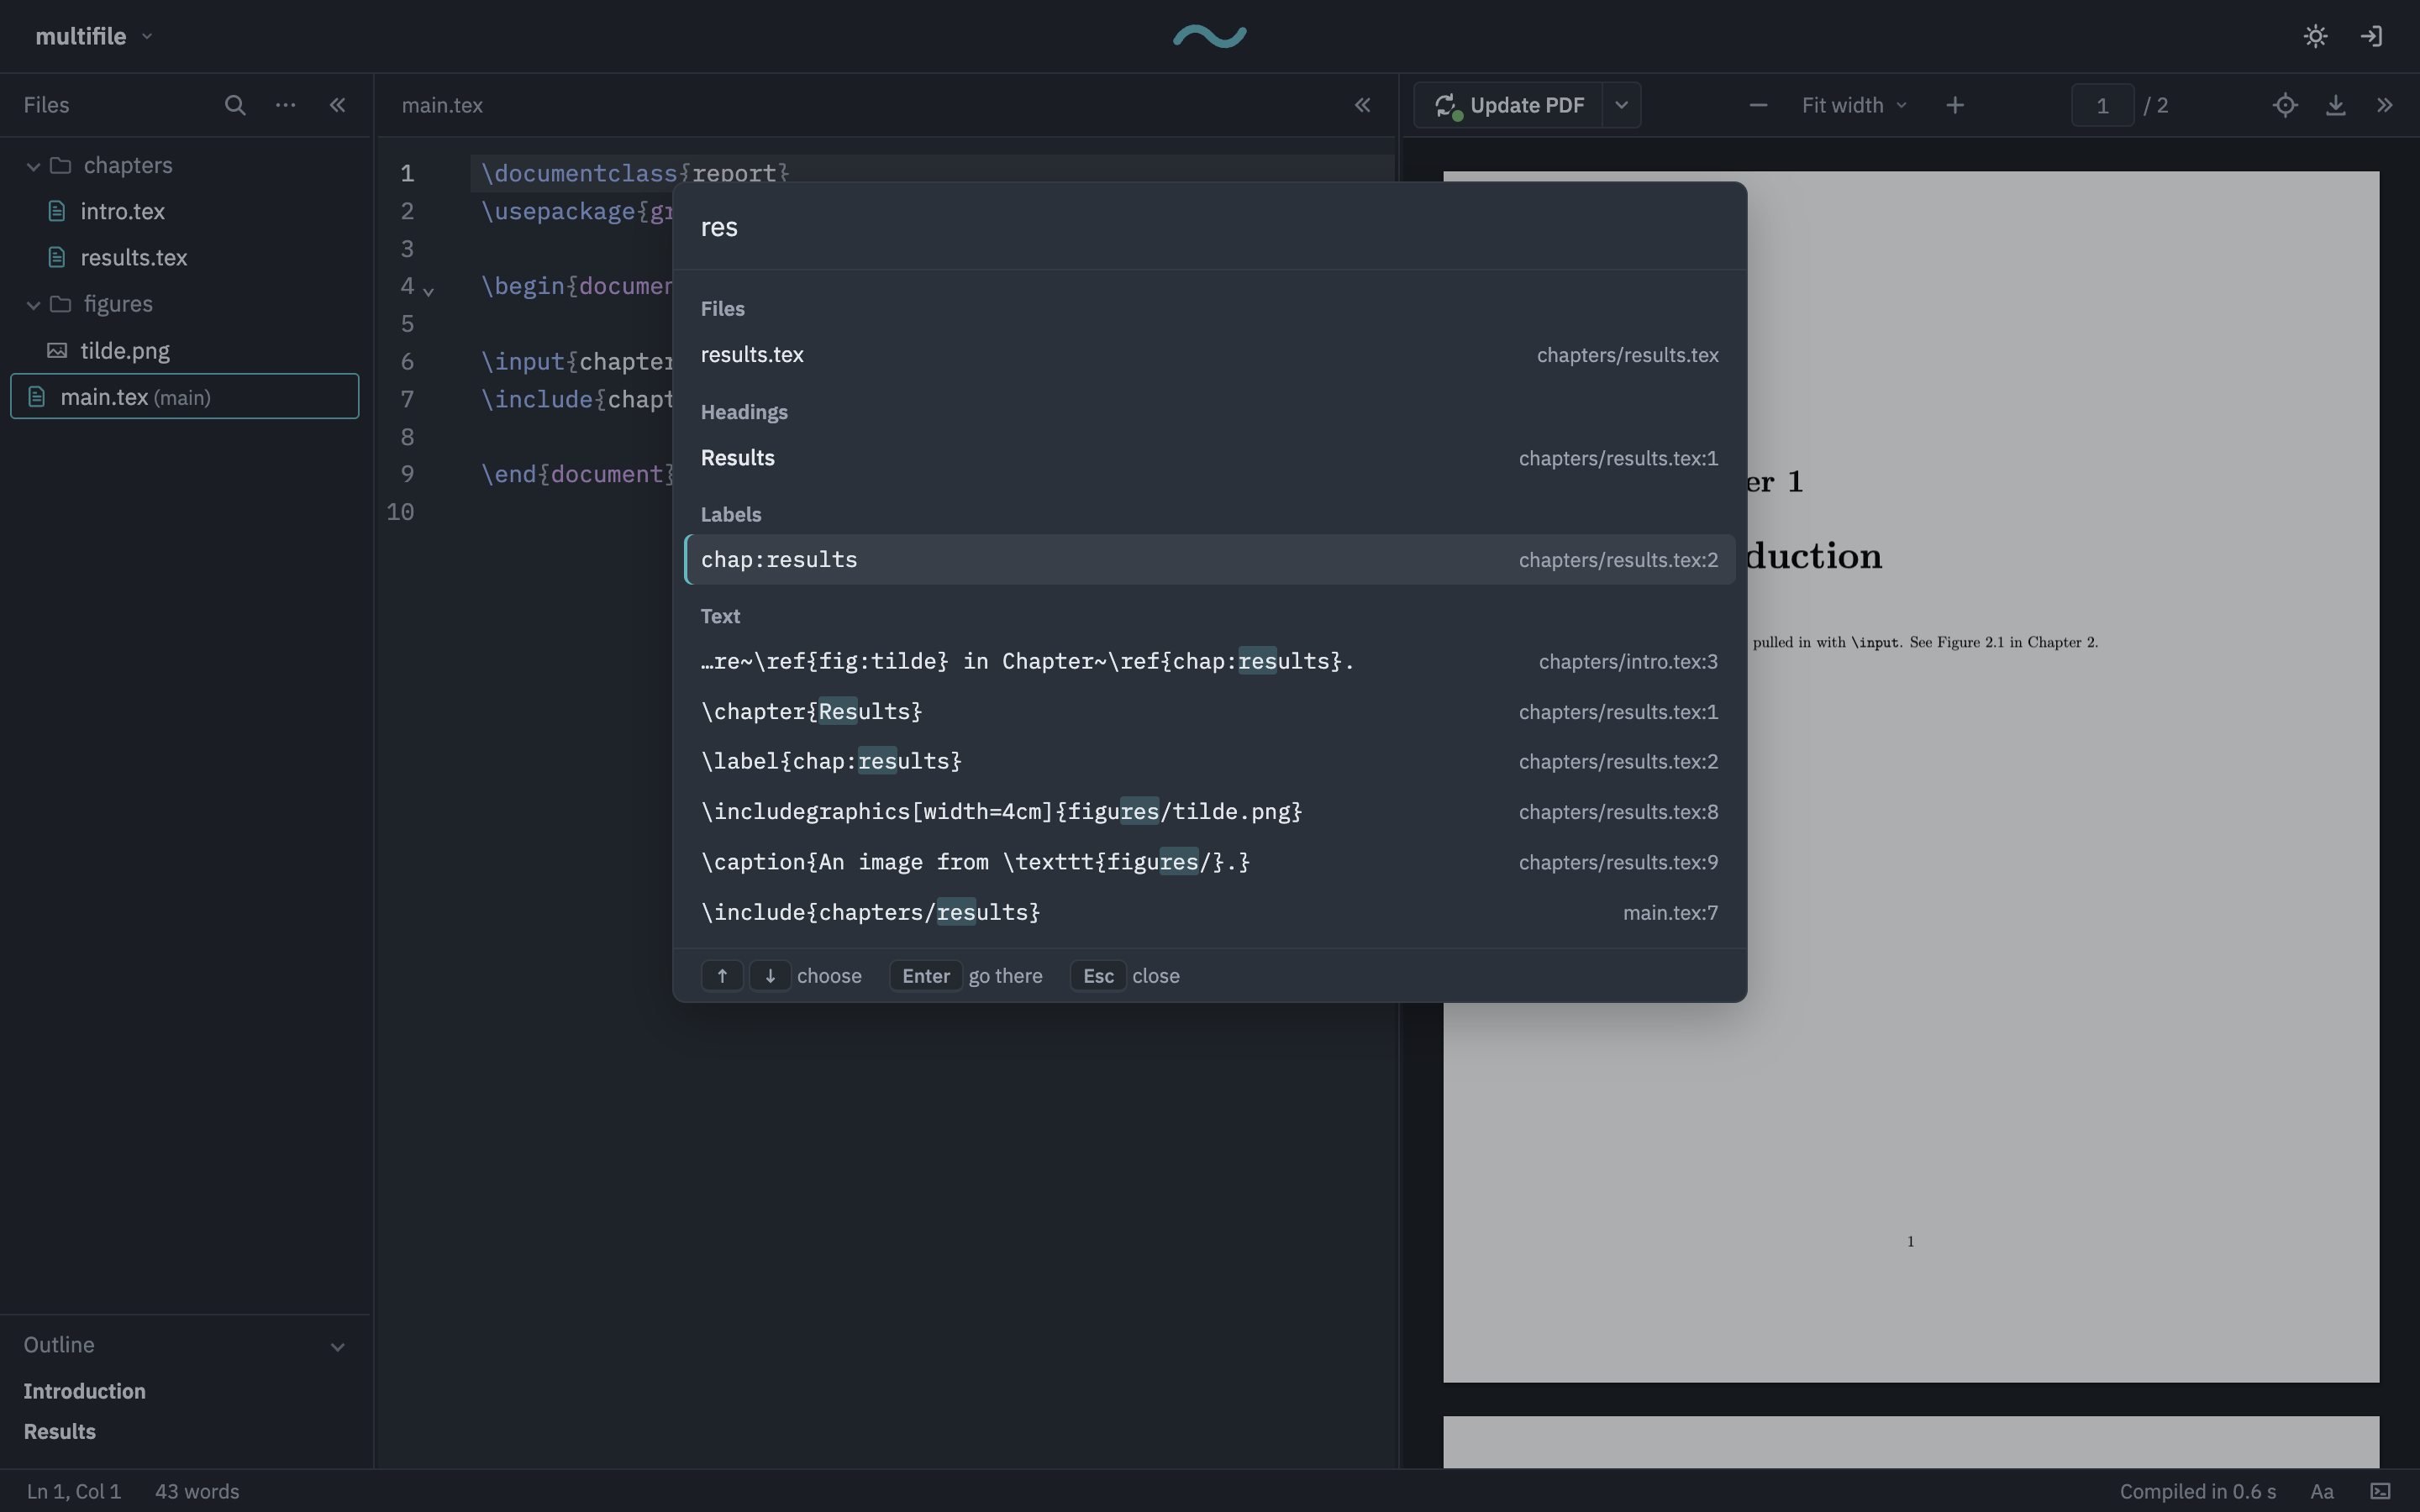 multifile
Files
chapters
intro.tex
results.tex
figures
tilde.png
main.tex (main)
Outline
Introduction
Results
main.tex
1 \documentclass{report}
2 \usepackage{gr
3
4 \begin{documen
5
6 \input{chapter
7 \include{chapt
8
9 \end{document}
10
Update PDF
Fit width
1 / 2
res
Files
results.tex chapters/results.tex
Headings
Results chapters/results.tex:1
Labels
chap:results chapters/results.tex:2
Text
…re~\ref{fig:tilde} in Chapter~\ref{chap:results}. chapters/intro.tex:3
\chapter{Results} chapters/results.tex:1
\label{chap:results} chapters/results.tex:2
\includegraphics[width=4cm]{figures/tilde.png} chapters/results.tex:8
\caption{An image from \texttt{figures/}.} chapters/results.tex:9
\include{chapters/results} main.tex:7
↑ ↓ choose Enter go there Esc close
er 1
duction
pulled in with \input. See Figure 2.1 in Chapter 2.
1
Ln 1, Col 1 43 words
Compiled in 0.6 s Aa